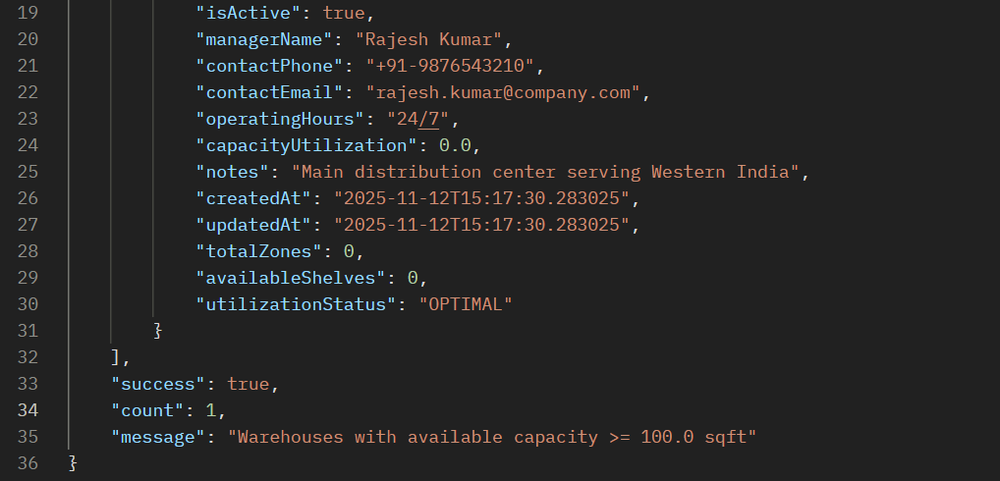 19 "isActive": true,
20 "managerName": "Rajesh Kumar",
21 "contactPhone": "+91-9876543210",
22 "contactEmail": "rajesh.kumar@company.com",
23 "operatingHours": "24/7",
24 "capacityUtilization": 0.0,
25 "notes": "Main distribution center serving Western India",
26 "createdAt": "2025-11-12T15:17:30.283025",
27 "updatedAt": "2025-11-12T15:17:30.283025",
28 "totalZones": 0,
29 "availableShelves": 0,
30 "utilizationStatus": "OPTIMAL"
31 }
32 ],
33 "success": true,
34 "count": 1,
35 "message": "Warehouses with available capacity >= 100.0 sqft"
36 }